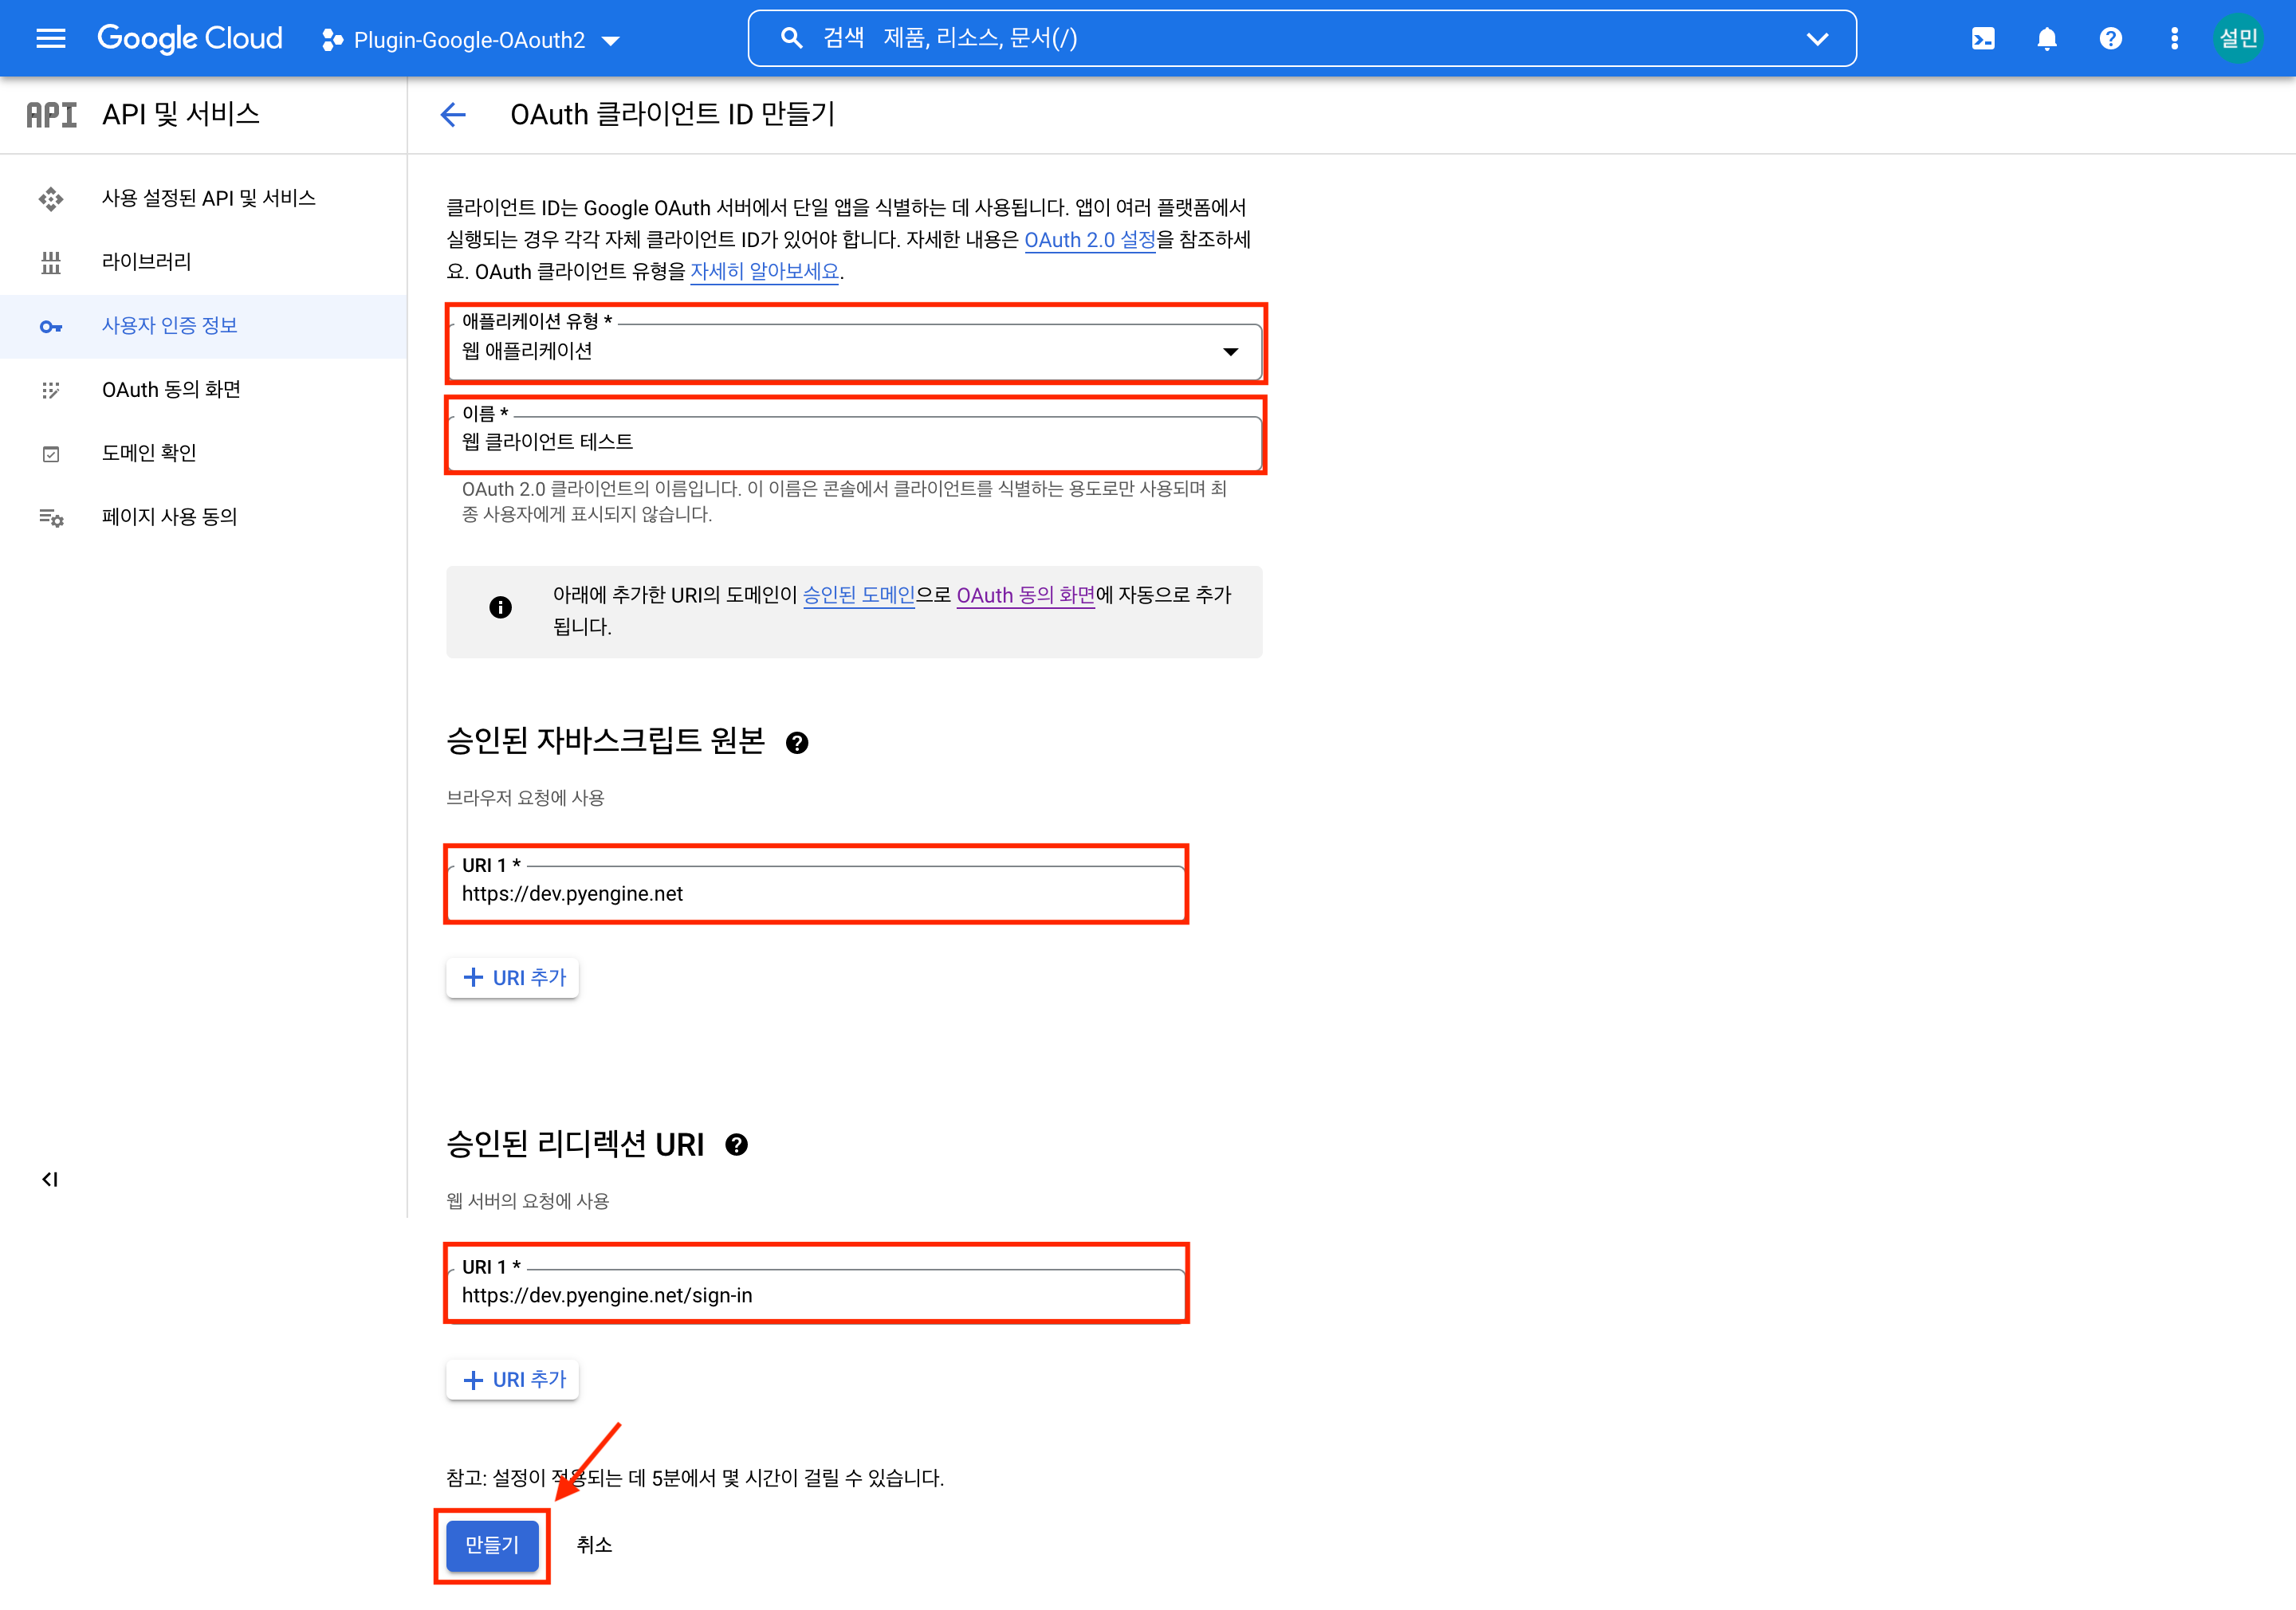 Google Cloud
Plugin-Google-OAouth2
검색 제품, 리소스, 문서(/)
설민
API API 및 서비스
OAuth 클라이언트 ID 만들기
사용 설정된 API 및 서비스
라이브러리
사용자 인증 정보
OAuth 동의 화면
도메인 확인
페이지 사용 동의
클라이언트 ID는 Google OAuth 서버에서 단일 앱을 식별하는 데 사용됩니다. 앱이 여러 플랫폼에서
실행되는 경우 각각 자체 클라이언트 ID가 있어야 합니다. 자세한 내용은 OAuth 2.0 설정을 참조하세
요. OAuth 클라이언트 유형을 자세히 알아보세요.
애플리케이션 유형 *
웹 애플리케이션
이름 *
웹 클라이언트 테스트
OAuth 2.0 클라이언트의 이름입니다. 이 이름은 콘솔에서 클라이언트를 식별하는 용도로만 사용되며 최
종 사용자에게 표시되지 않습니다.
아래에 추가한 URI의 도메인이 승인된 도메인으로 OAuth 동의 화면에 자동으로 추가
됩니다.
승인된 자바스크립트 원본
브라우저 요청에 사용
URI 1 *
https://dev.pyengine.net
URI 추가
승인된 리디렉션 URI
웹 서버의 요청에 사용
URI 1 *
https://dev.pyengine.net/sign-in
URI 추가
참고: 설정이 적용되는 데 5분에서 몇 시간이 걸릴 수 있습니다.
만들기
취소